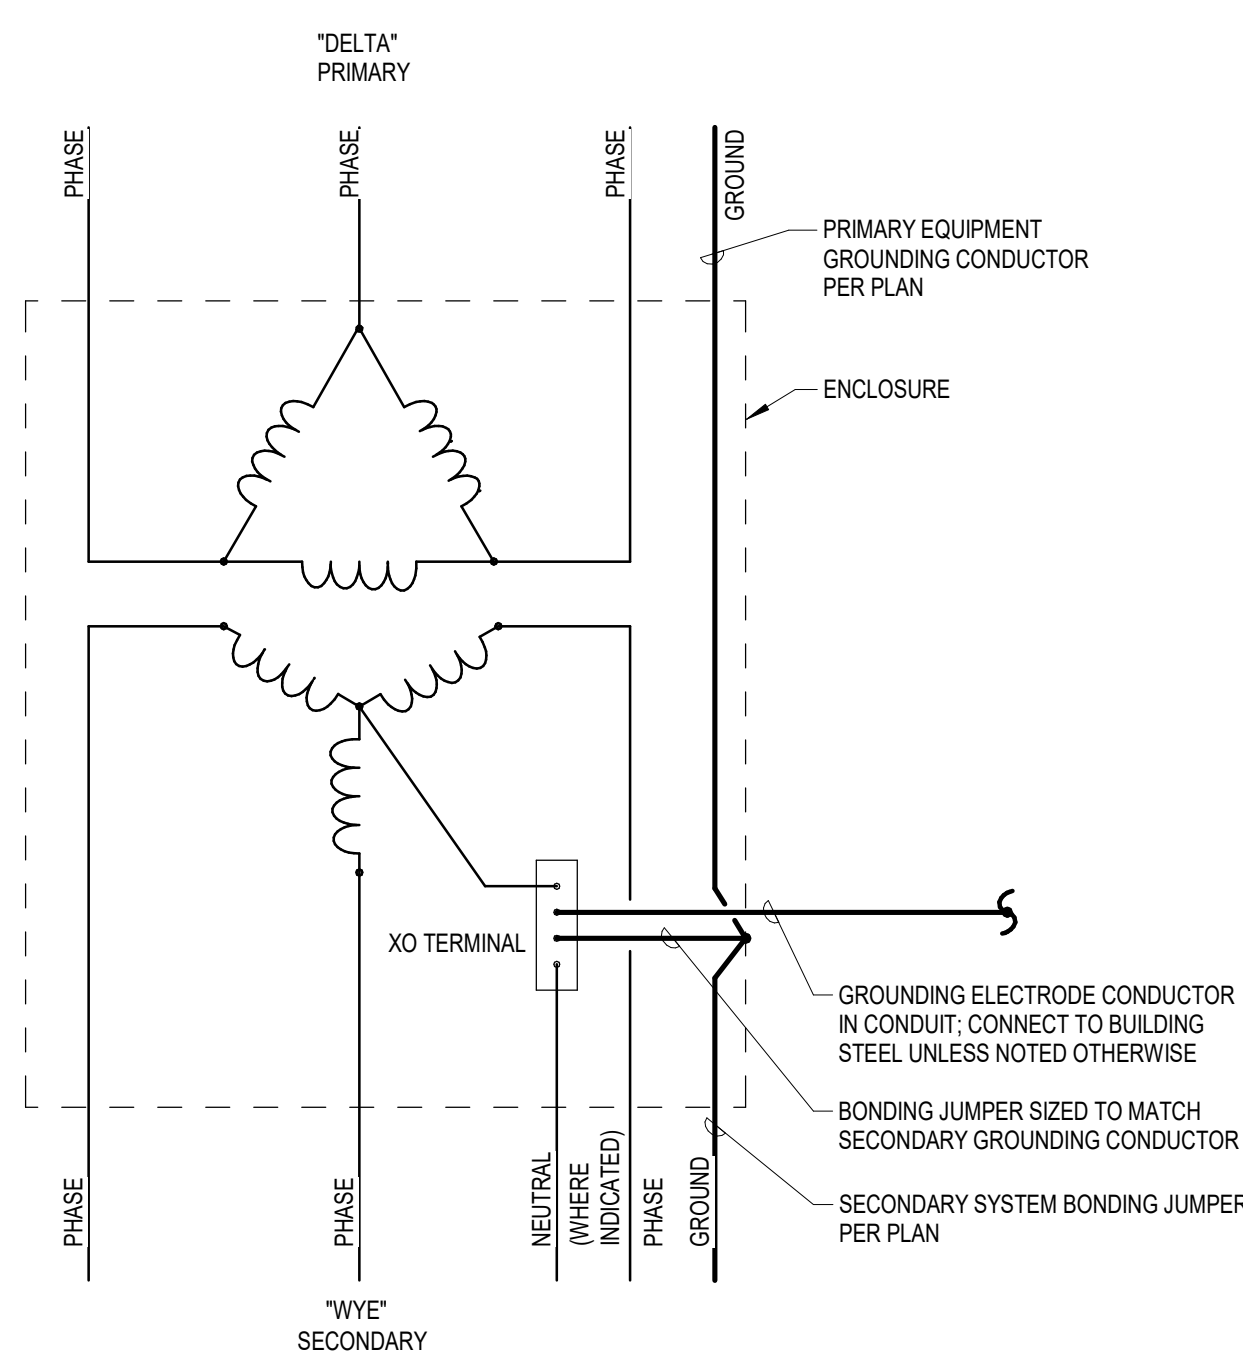 "DELTA"
PRIMARY
PHASE
PHASE
PHASE
GROUND
PRIMARY EQUIPMENT
GROUNDING CONDUCTOR
PER PLAN
ENCLOSURE
XO TERMINAL
GROUNDING ELECTRODE CONDUCTOR
IN CONDUIT; CONNECT TO BUILDING
STEEL UNLESS NOTED OTHERWISE
BONDING JUMPER SIZED TO MATCH
SECONDARY GROUNDING CONDUCTOR
SECONDARY SYSTEM BONDING JUMPER
PER PLAN
PHASE
PHASE
NEUTRAL
(WHERE
INDICATED)
PHASE
GROUND
"WYE"
SECONDARY